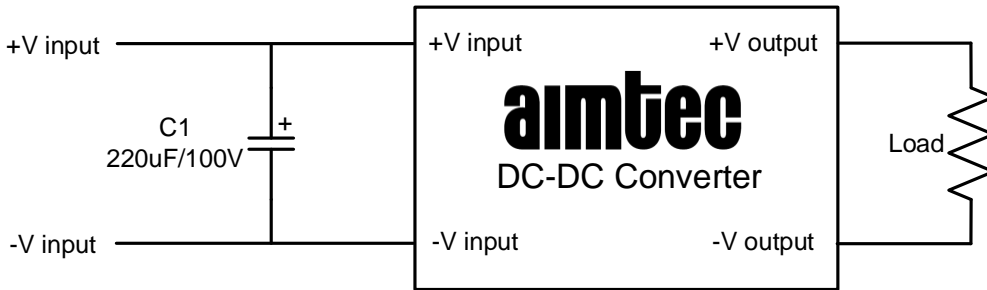 +V input
+V input
+V output
C1
+
220uF/100V
aimtec
DC-DC Converter
Load
-V input
-V input
-V output